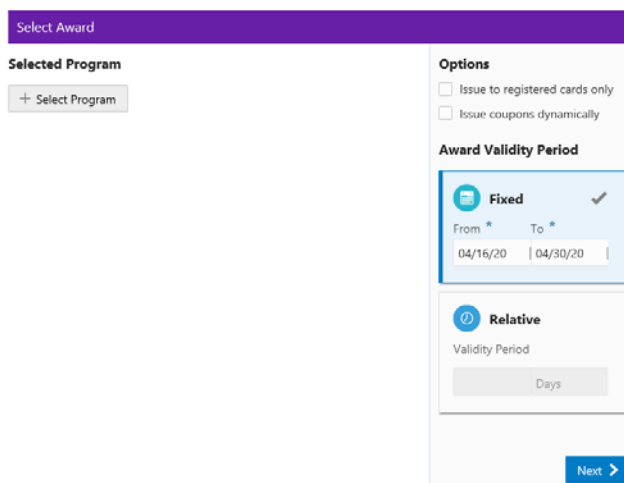 Select Award
Selected Program
+ Select Program
Options
Issue to registered cards only
Issue coupons dynamically
Award Validity Period
Fixed
From * To *
04/16/20 04/30/20
Relative
Validity Period
Days
Next